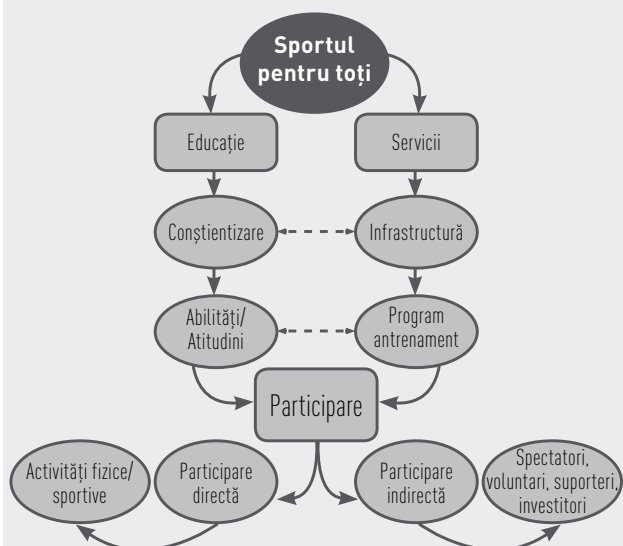 Sportul
pentru toți
Educație
Servicii
Conștientizare
Infrastructură
Abilități/
Atitudini
Program
antrenament
Participare
Activități fizice/
sportive
Participare
directă
Participare
indirectă
Spectatori,
voluntari, suporteri,
investitori